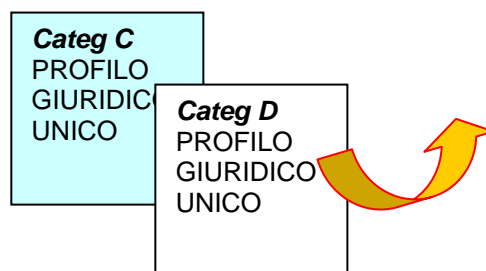 Categ C
PROFILO
GIURIDICO
UNICO
Categ D
PROFILO
GIURIDICO
UNICO